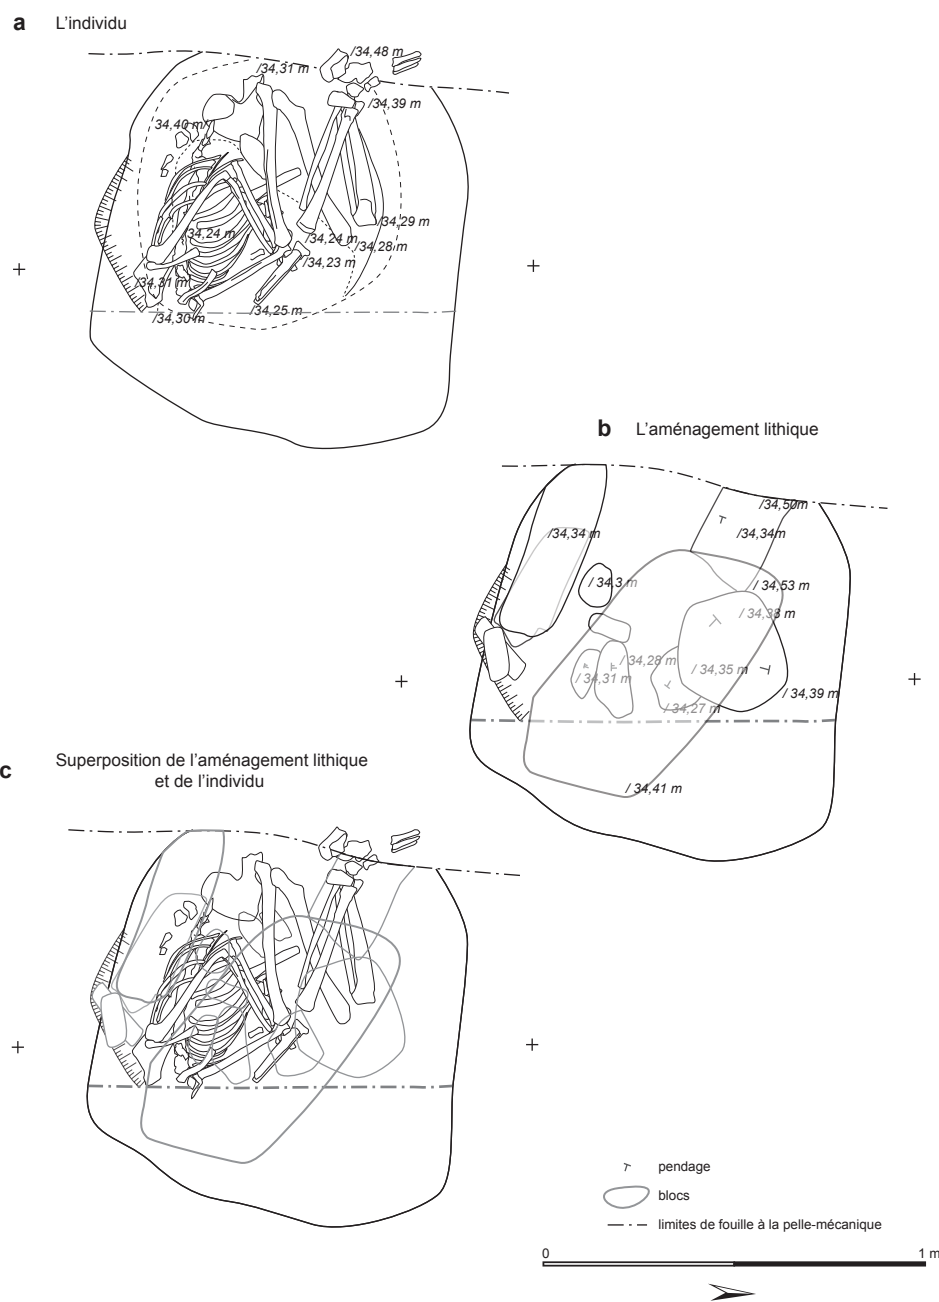 a L'individu
/34,48 m
/34,31 m
/34,39 m
34,40 m/
/34,29 m
/34,24 m
/34,24 m
/34,28 m
/34,23 m
/34,31 m
/34,25 m
/34,30 m
b L'aménagement lithique
/34,50m
/34,34 m
/34,34m
/ 34,3 m
/ 34,53 m
/ 34,38 m
/ 34,28 m
/ 34,35 m
/ 34,31 m
/ 34,39 m
/ 34,27 m
/ 34,41 m
c Superposition de l'aménagement lithique
et de l'individu
pendage
blocs
limites de fouille à la pelle-mécanique
0 1 m